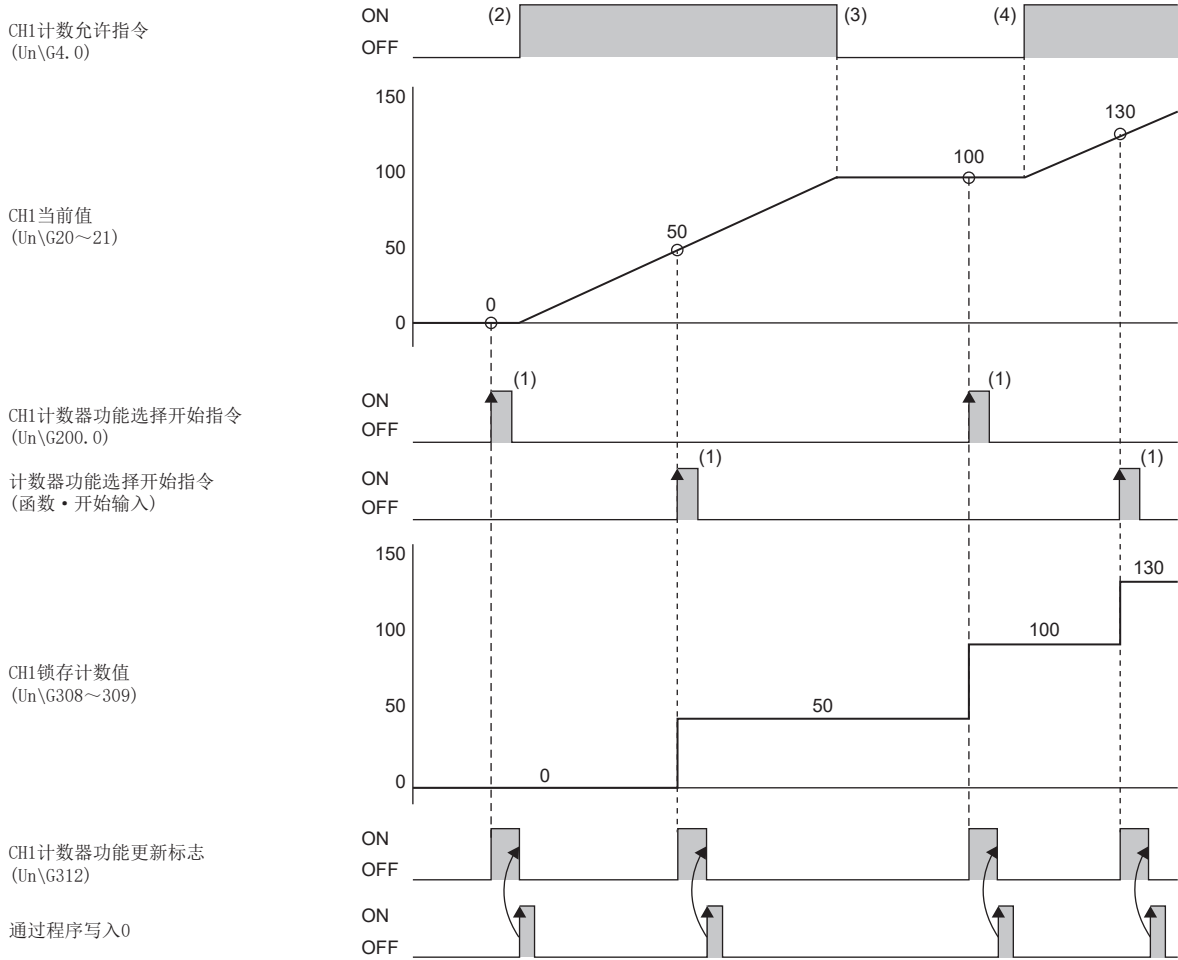 CH1计数允许指令
(Un\G4.0)
ON
OFF
(2)
(3)
(4)
CH1当前值
(Un\G20～21)
150
100
50
0
0
50
100
130
CH1计数器功能选择开始指令
(Un\G200.0)
ON
OFF
(1)
(1)
计数器功能选择开始指令
(函数・开始输入)
ON
OFF
(1)
(1)
CH1锁存计数值
(Un\G308～309)
150
100
50
0
0
50
100
130
CH1计数器功能更新标志
(Un\G312)
ON
OFF
通过程序写入0
ON
OFF